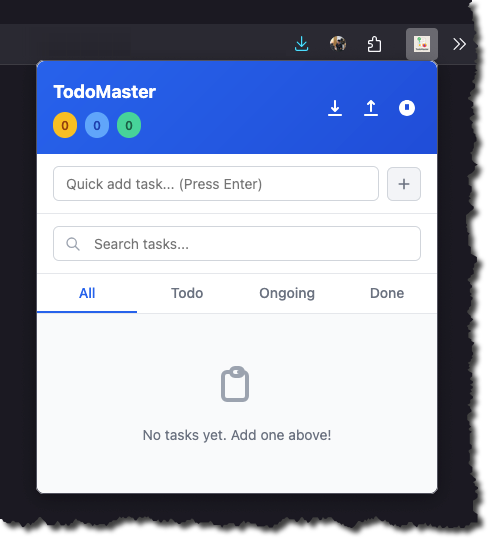 TodoMaster
0 0 0
Quick add task... (Press Enter)
Search tasks...
All Todo Ongoing Done
No tasks yet. Add one above!